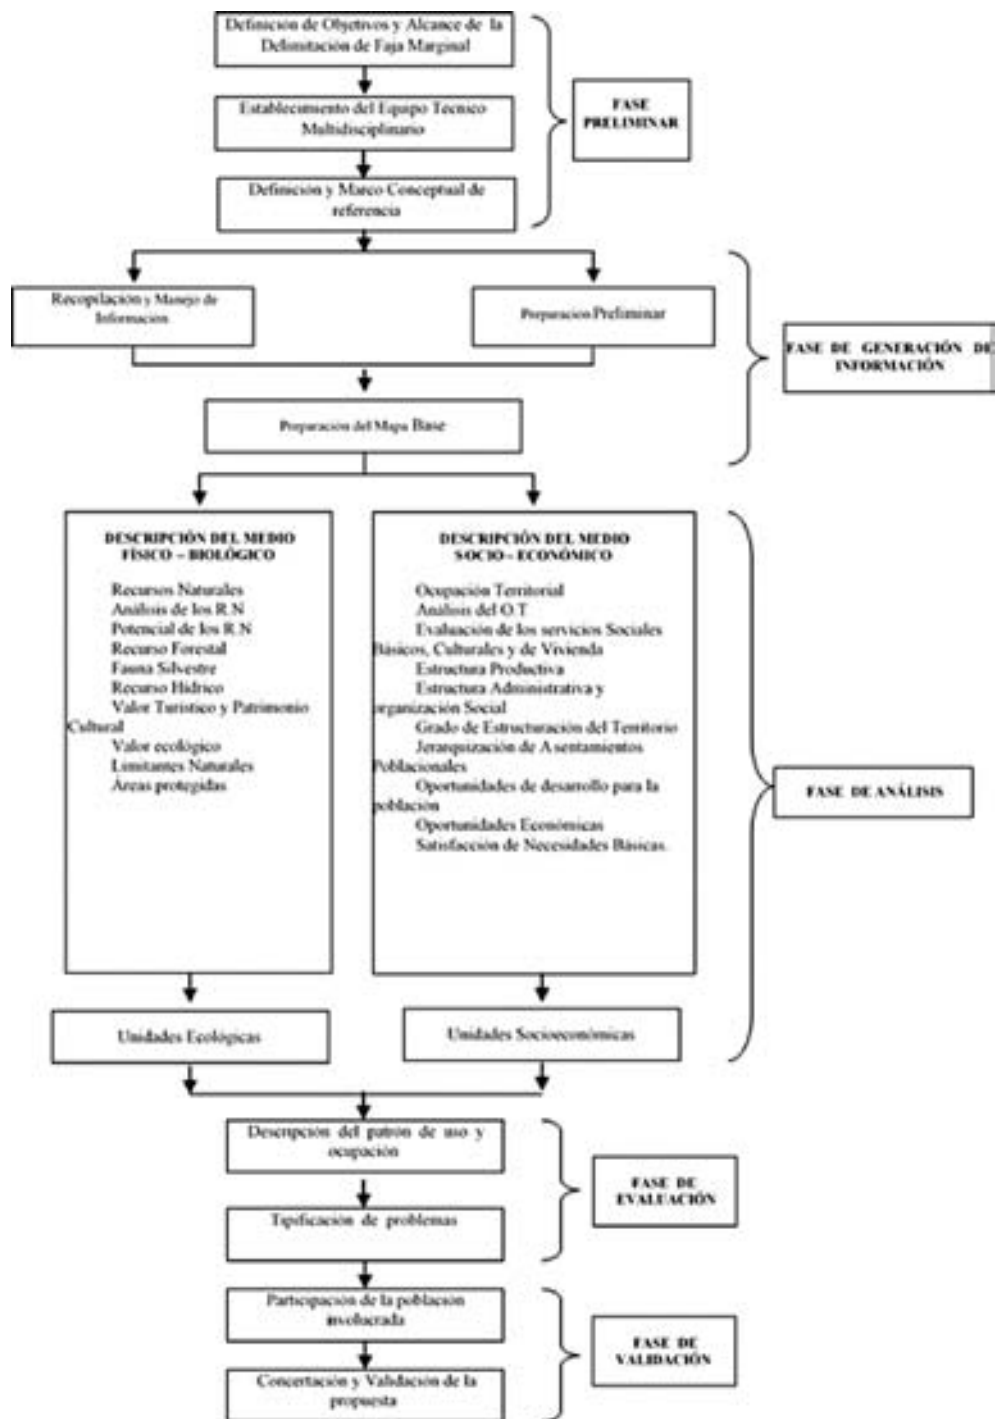 Definición de Objetivos y Alcance de la
Delimitación de Faja Marginal
Establecimiento del Equipo Técnico
Multidisciplinario
Definición y Marco Conceptual de
referencia
FASE
PRELIMINAR
Recopilación y Manejo de
Información
Preparación Preliminar
Preparación del Mapa Base
FASE DE GENERACIÓN DE
INFORMACIÓN
DESCRIPCIÓN DEL MEDIO
FÍSICO – BIOLÓGICO
Recursos Naturales
Análisis de los R.N
Potencial de los R.N
Recurso Forestal
Fauna Silvestre
Recurso Hídrico
Valor Turístico y Patrimonio
Cultural
Valor ecológico
Limitantes Naturales
Áreas protegidas
DESCRIPCIÓN DEL MEDIO
SOCIO – ECONÓMICO
Ocupación Territorial
Análisis del O.T
Evaluación de los servicios Sociales
Básicos, Culturales y de Vivienda
Estructura Productiva
Estructura Administrativa y
organización Social
Grado de Estructuración del Territorio
Jerarquización de Asentamientos
Poblacionales
Oportunidades de desarrollo para la
población
Oportunidades Económicas
Satisfacción de Necesidades Básicas.
FASE DE ANÁLISIS
Unidades Ecológicas
Unidades Socioeconómicas
Descripción del patrón de uso y
ocupación
Tipificación de problemas
FASE DE
EVALUACIÓN
Participación de la población
involucrada
Concertación y Validación de la
propuesta
FASE DE
VALIDACIÓN